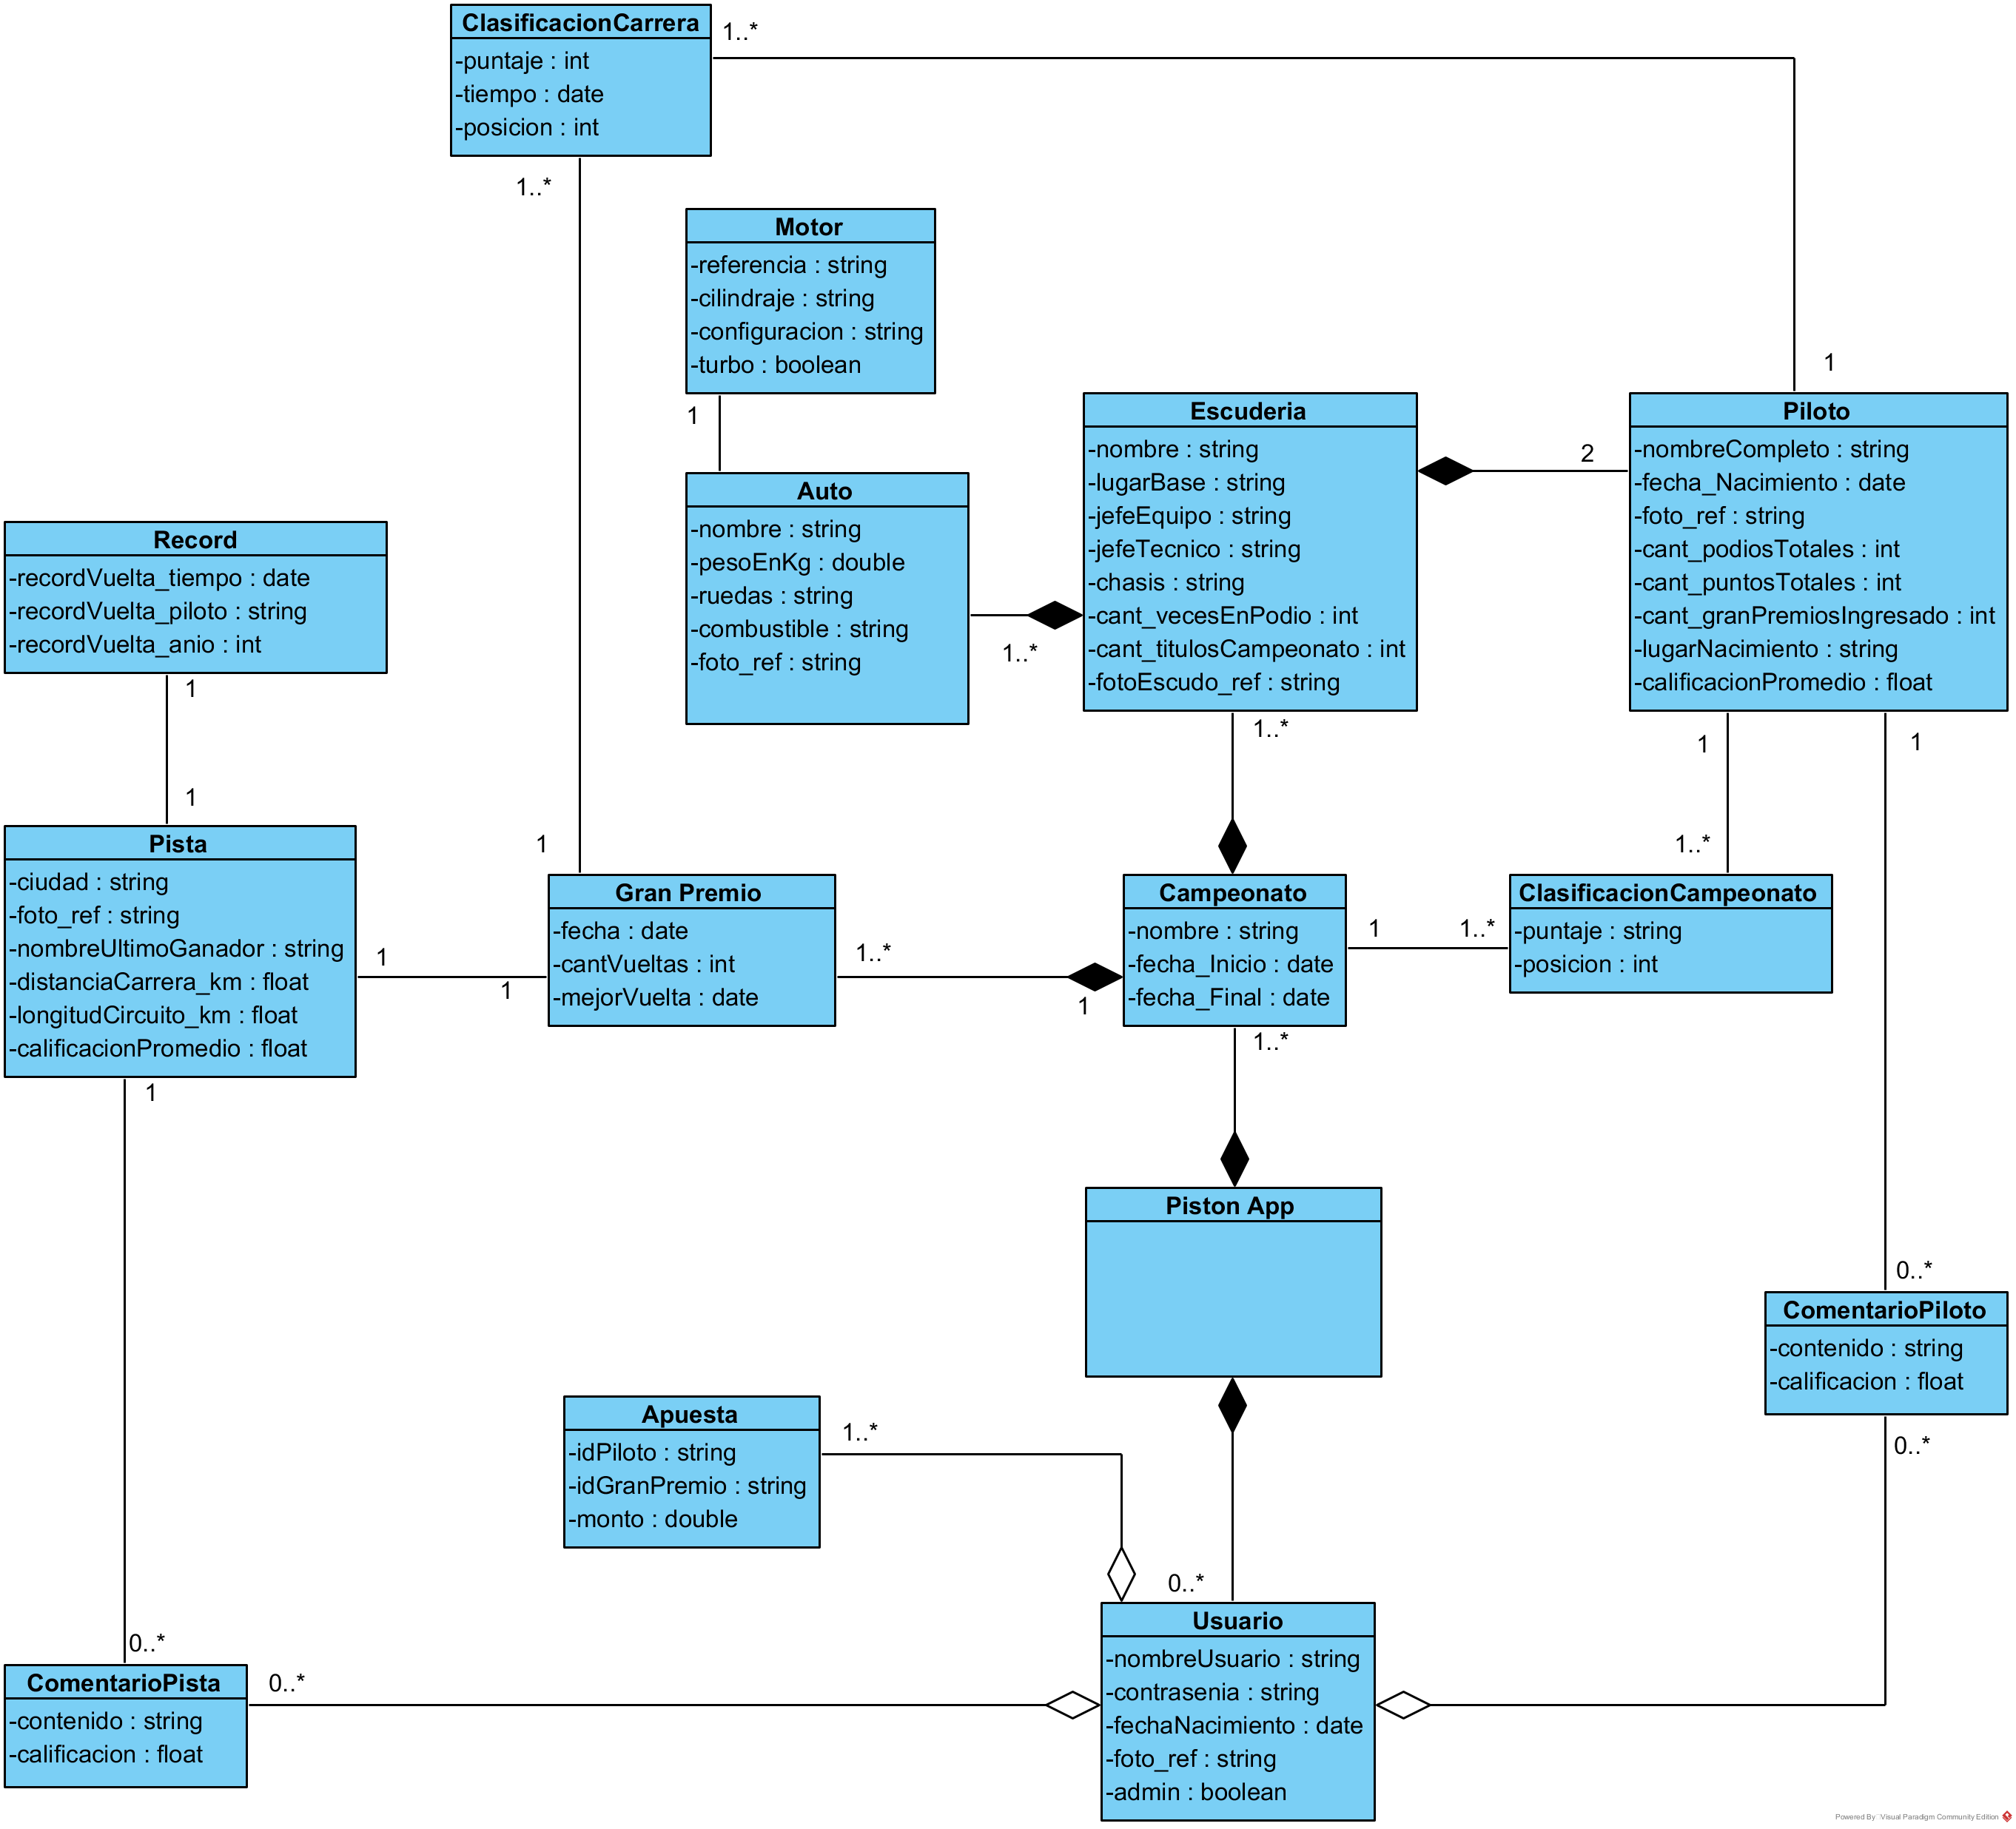 ClasificacionCarrera
-puntaje : int
-tiempo : date
-posicion : int
1..*
1..*
Motor
-referencia : string
-cilindraje : string
-configuracion : string
-turbo : boolean
1
1
Escuderia
-nombre : string
-lugarBase : string
-jefeEquipo : string
-jefeTecnico : string
-chasis : string
-cant_vecesEnPodio : int
-cant_titulosCampeonato : int
-fotoEscudo_ref : string
2
Piloto
-nombreCompleto : string
-fecha_Nacimiento : date
-foto_ref : string
-cant_podiosTotales : int
-cant_puntosTotales : int
-cant_granPremiosIngresado : int
-lugarNacimiento : string
-calificacionPromedio : float
Auto
-nombre : string
-pesoEnKg : double
-ruedas : string
-combustible : string
-foto_ref : string
1..*
Record
-recordVuelta_tiempo : date
-recordVuelta_piloto : string
-recordVuelta_anio : int
1
1
1..*
1
1
1..*
1
Pista
-ciudad : string
-foto_ref : string
-nombreUltimoGanador : string
-distanciaCarrera_km : float
-longitudCircuito_km : float
-calificacionPromedio : float
1
1
1
Gran Premio
-fecha : date
-cantVueltas : int
-mejorVuelta : date
1..*
1
Campeonato
-nombre : string
-fecha_Inicio : date
-fecha_Final : date
1
1..*
ClasificacionCampeonato
-puntaje : string
-posicion : int
1..*
Piston App
0..*
ComentarioPiloto
-contenido : string
-calificacion : float
0..*
Apuesta
-idPiloto : string
-idGranPremio : string
-monto : double
1..*
0..*
Usuario
-nombreUsuario : string
-contrasenia : string
-fechaNacimiento : date
-foto_ref : string
-admin : boolean
0..*
ComentarioPista
-contenido : string
-calificacion : float
0..*
Powered By Visual Paradigm Community Edition